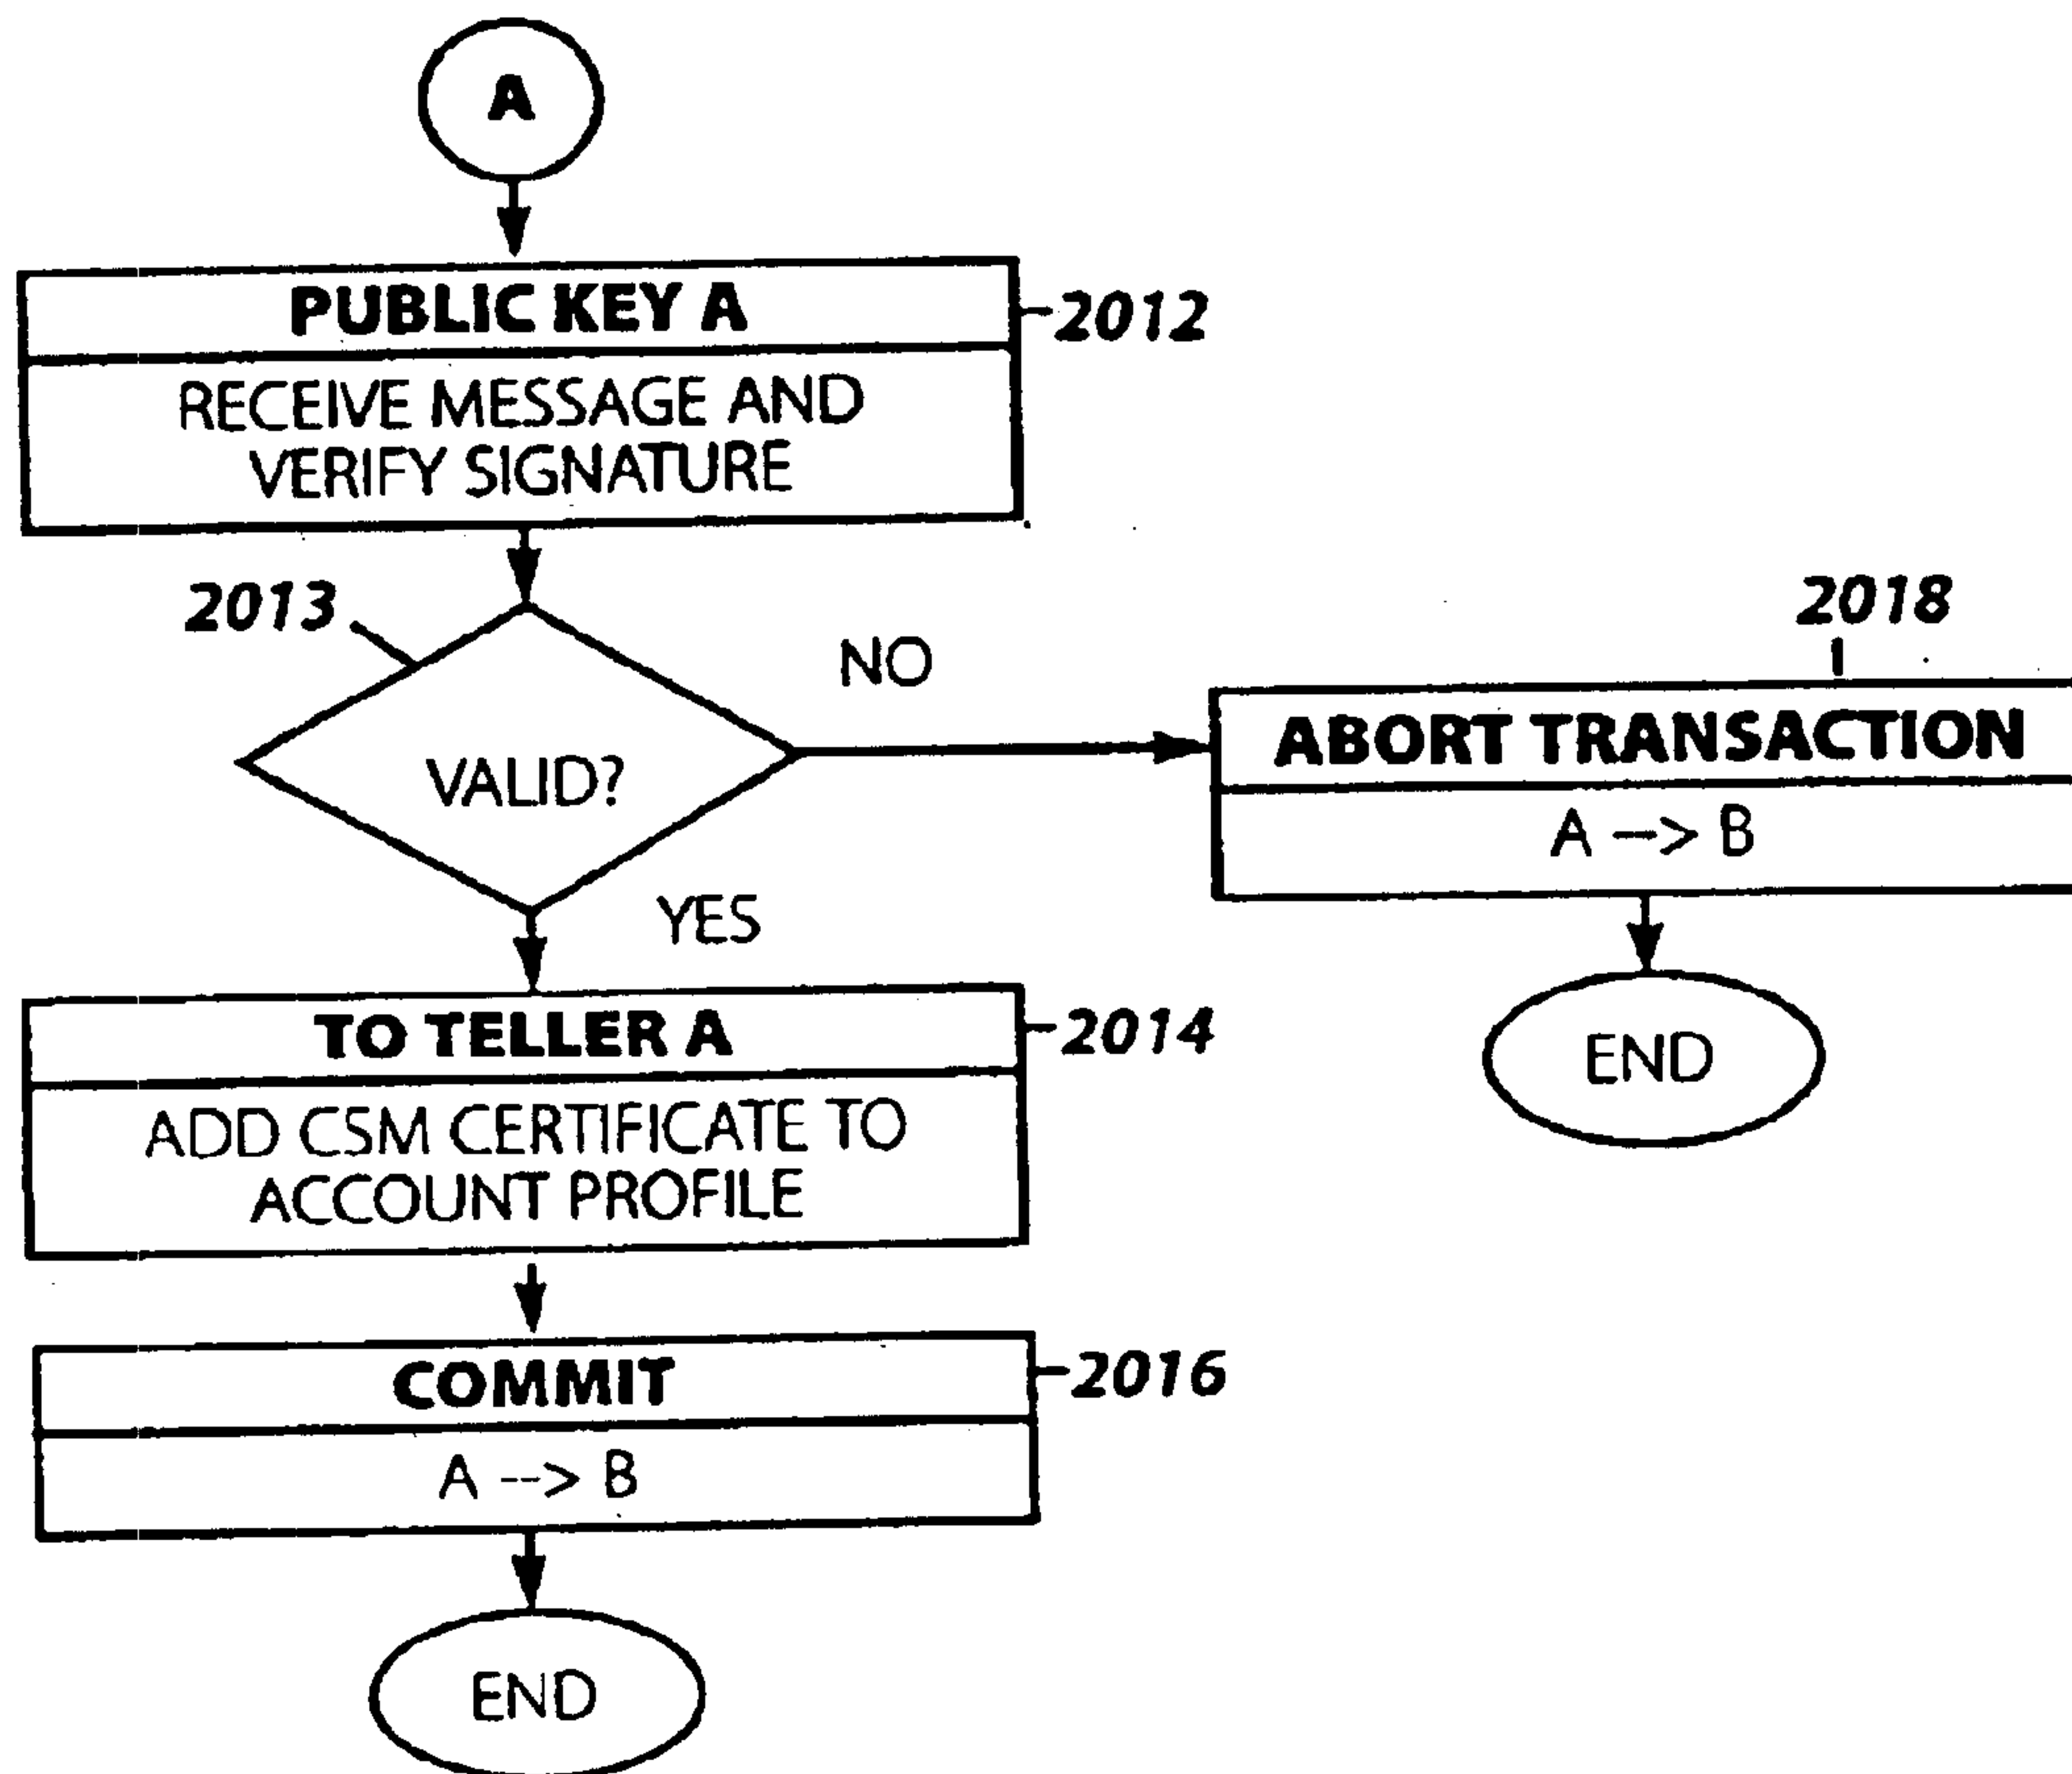 A
PUBLIC KEY A
2012
RECEIVE MESSAGE AND
VERIFY SIGNATURE
2013
NO
2018
VALID?
ABORT TRANSACTION
A --> B
YES
END
TO TELLER A
2014
ADD CSM CERTIFICATE TO
ACCOUNT PROFILE
COMMIT
2016
A --> B
END